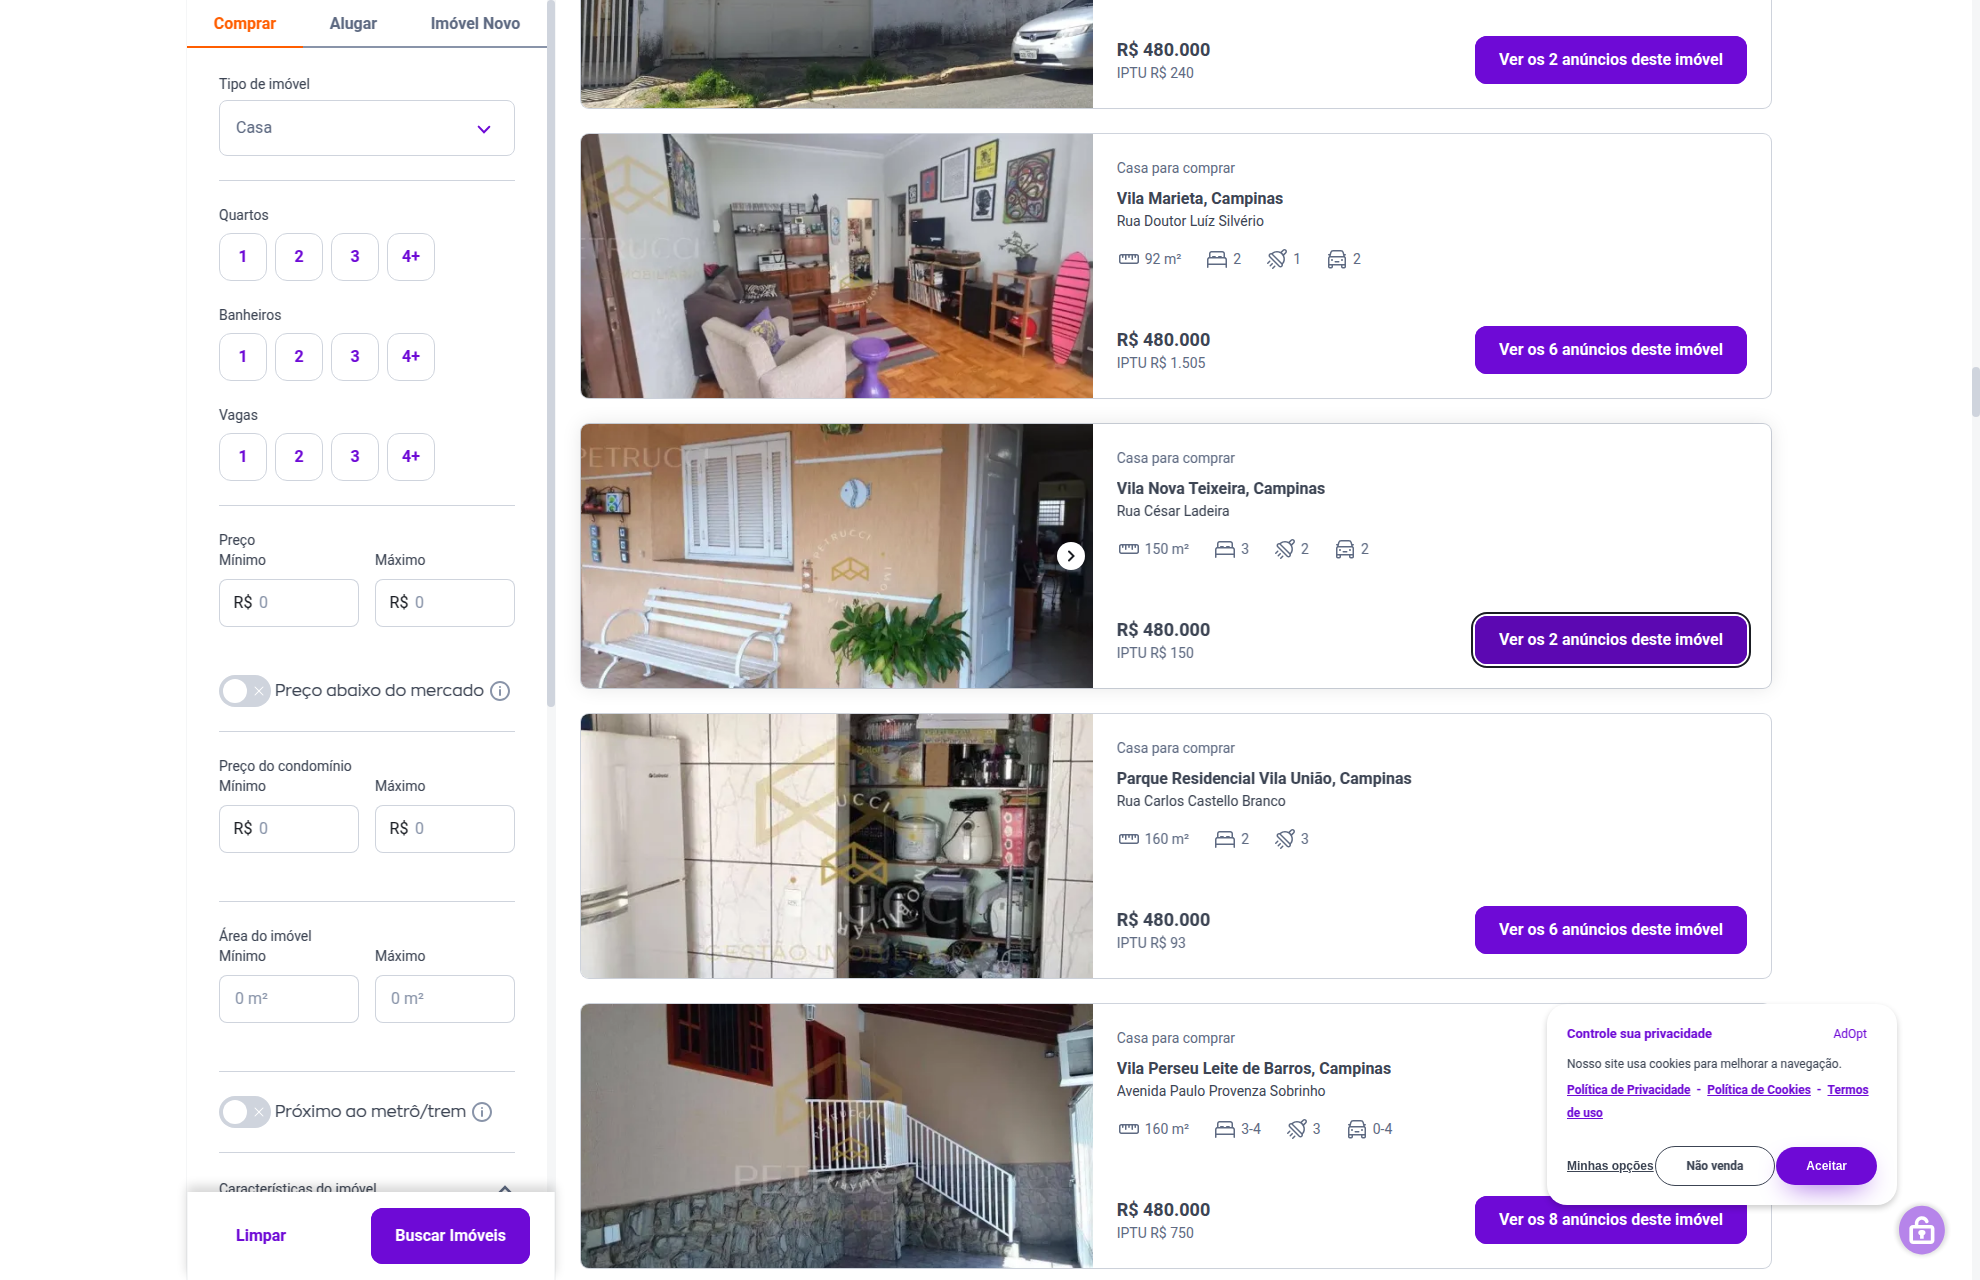 Comprar
Alugar
Imóvel Novo
Tipo de imóvel
Casa
Quartos
1
2
3
4+
Banheiros
1
2
3
4+
Vagas
1
2
3
4+
Preço
Mínimo
Máximo
R$ 0
R$ 0
Preço abaixo do mercado
Preço do condomínio
Mínimo
Máximo
R$ 0
R$ 0
Área do imóvel
Mínimo
Máximo
0 m²
0 m²
Próximo ao metrô/trem
Características do imóvel
Limpar
Buscar Imóveis
R$ 480.000
IPTU R$ 240
Ver os 2 anúncios deste imóvel
Casa para comprar
Vila Marieta, Campinas
Rua Doutor Luíz Silvério
92 m²
2
1
2
R$ 480.000
IPTU R$ 1.505
Ver os 6 anúncios deste imóvel
PETRUCCI
Casa para comprar
Vila Nova Teixeira, Campinas
Rua César Ladeira
150 m²
3
2
2
R$ 480.000
IPTU R$ 150
Ver os 2 anúncios deste imóvel
GESTÃO IMOBILIÁRIA
Casa para comprar
Parque Residencial Vila União, Campinas
Rua Carlos Castello Branco
160 m²
2
3
R$ 480.000
IPTU R$ 93
Ver os 6 anúncios deste imóvel
PETRUCCI
Casa para comprar
Vila Perseu Leite de Barros, Campinas
Avenida Paulo Provenza Sobrinho
160 m²
3-4
3
0-4
R$ 480.000
IPTU R$ 750
Ver os 8 anúncios deste imóvel
Controle sua privacidade
AdOpt
Nosso site usa cookies para melhorar a navegação.
Política de Privacidade - Política de Cookies - Termos
de uso
Minhas opções
Não venda
Aceitar